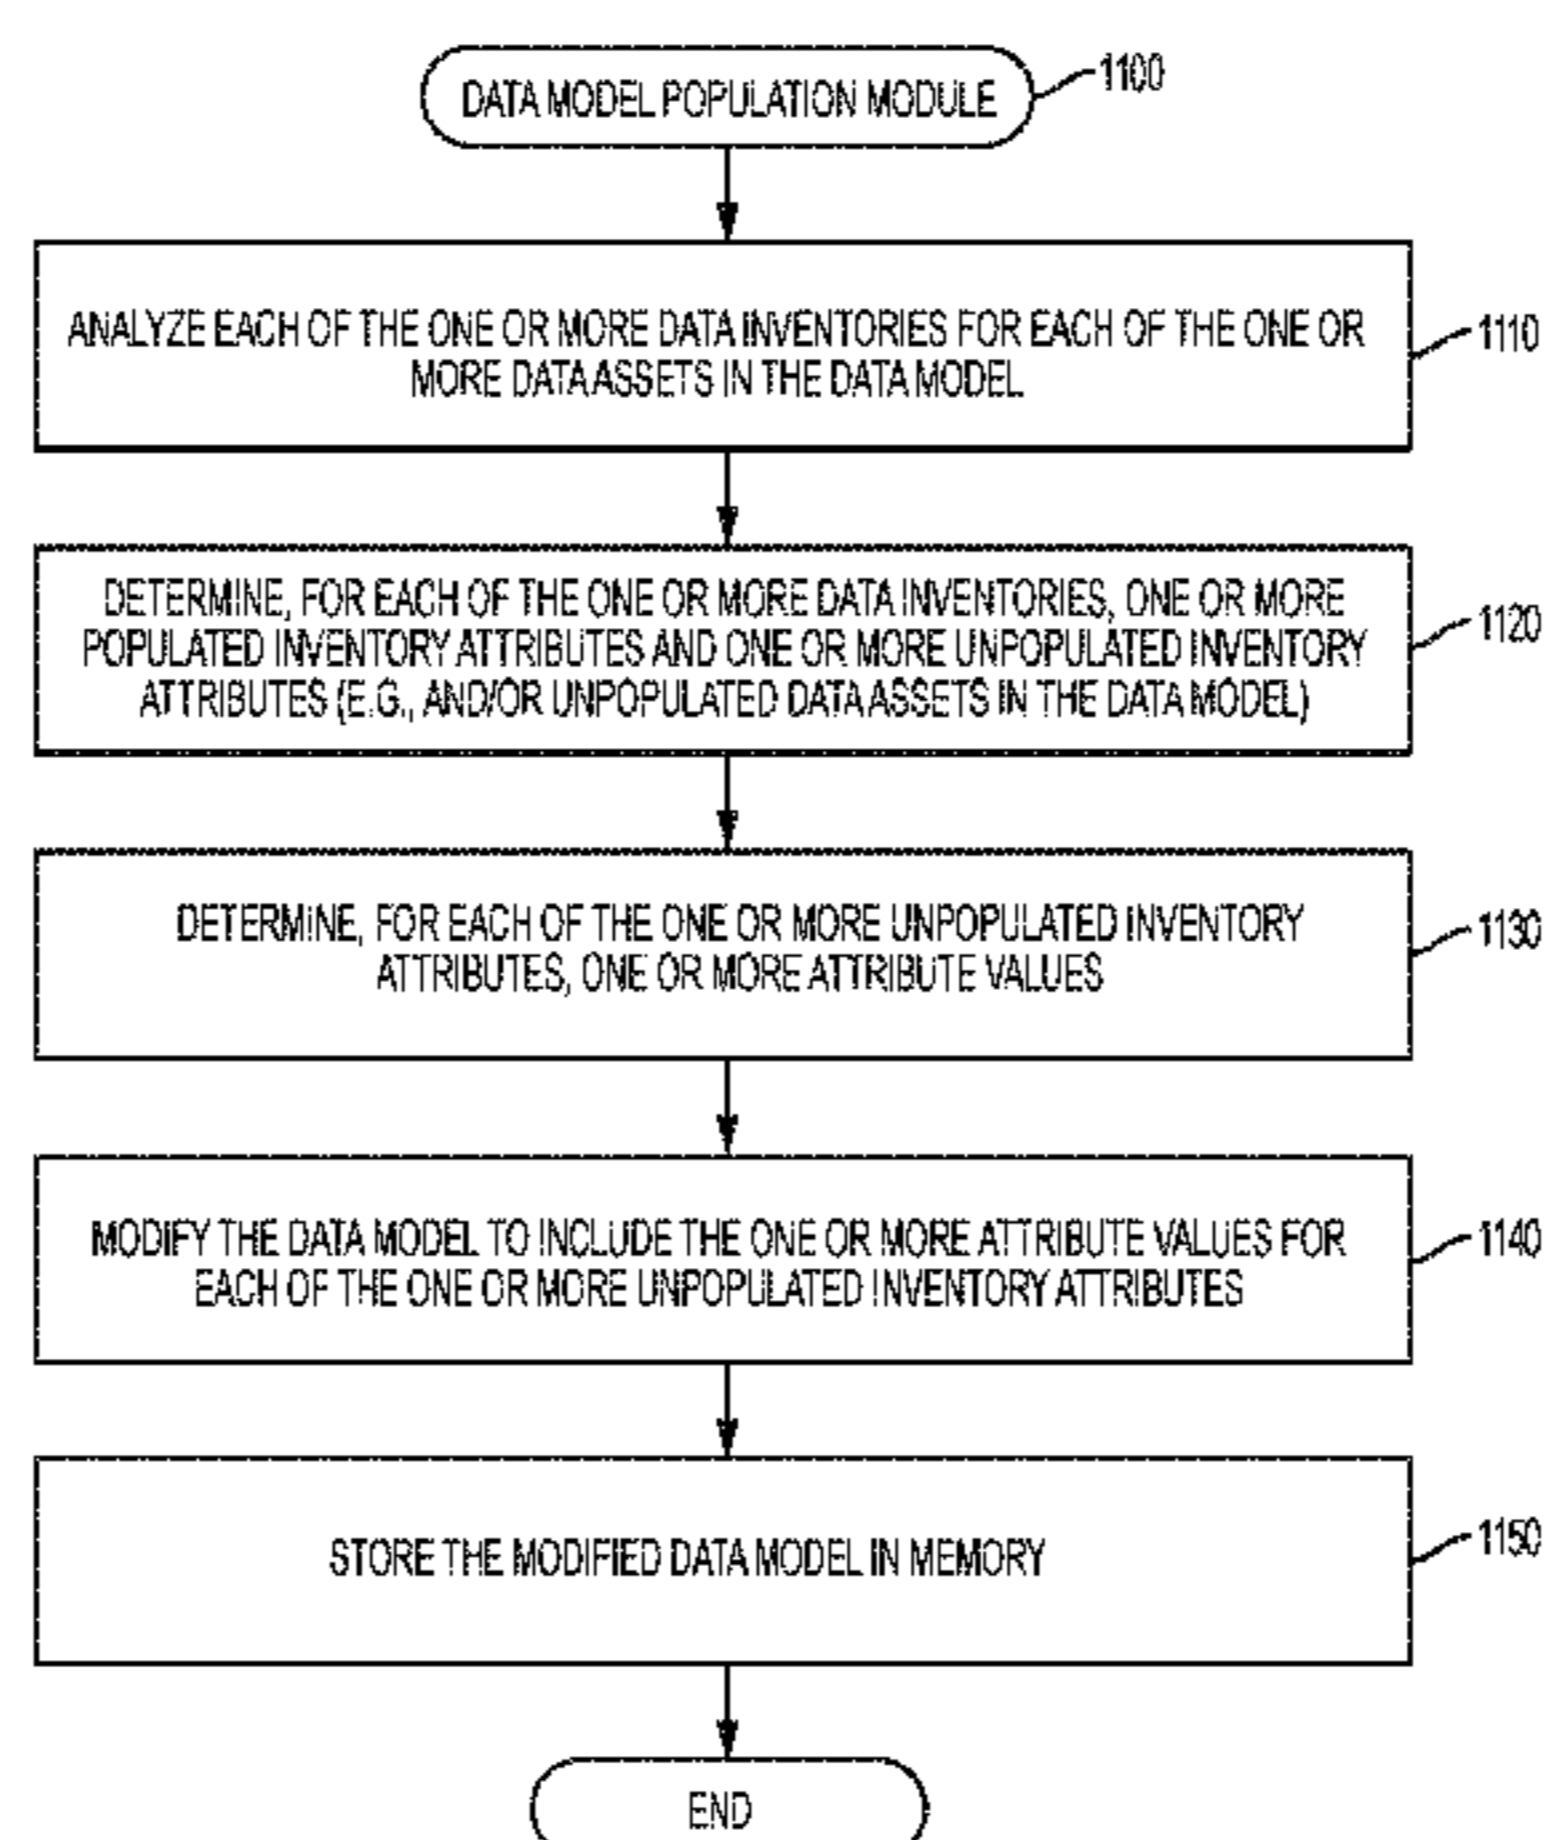 DATA MODEL POPULATION MODULE
1100
ANALYZE EACH OF THE ONE OR MORE DATA INVENTORIES FOR EACH OF THE ONE OR
MORE DATA ASSETS IN THE DATA MODEL
1110
DETERMINE, FOR EACH OF THE ONE OR MORE DATA INVENTORIES, ONE OR MORE
POPULATED INVENTORY ATTRIBUTES AND ONE OR MORE UNPOPULATED INVENTORY
ATTRIBUTES (E.G., AND/OR UNPOPULATED DATA ASSETS IN THE DATA MODEL)
1120
DETERMINE, FOR EACH OF THE ONE OR MORE UNPOPULATED INVENTORY
ATTRIBUTES, ONE OR MORE ATTRIBUTE VALUES
1130
MODIFY THE DATA MODEL TO INCLUDE THE ONE OR MORE ATTRIBUTE VALUES FOR
EACH OF THE ONE OR MORE UNPOPULATED INVENTORY ATTRIBUTES
1140
STORE THE MODIFIED DATA MODEL IN MEMORY
1150
END